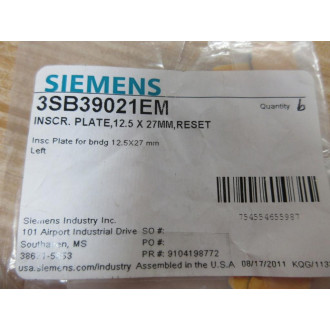 SIEMENS
3SB39021EM
Quantity
INSCR. PLATE,12.5 X 27MM,RESET
Insc Plate for bndg 12.5X27 mm
Left
Siemens Industry Inc.
101 Airport Industrial Drive SO #:
MS PO #:
PR #: 9104198772
usa.siemens.com/industry Assembled in the U.S.A. 08/17/2011